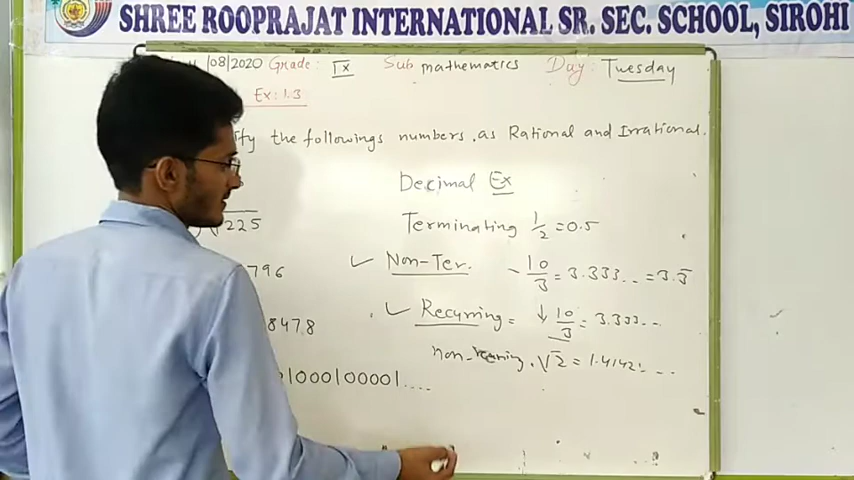 SHREE ROOPRAJAT INTERNATIONAL SR. SEC. SCHOOL, SIROHI
/08/2020 Grade: IX Sub mathematics Day: Tuesday
Ex: 1.3
ify the followings numbers as Rational and Irrational.
Decimal Ex
√225
Terminating 1/2 = 0.5
796
Non-Ter. 10/3 = 3.333... = 3.3̅
8478
Recurring = 10/3 = 3.333...
non-recurring. √2 = 1.4142...
1000100001....